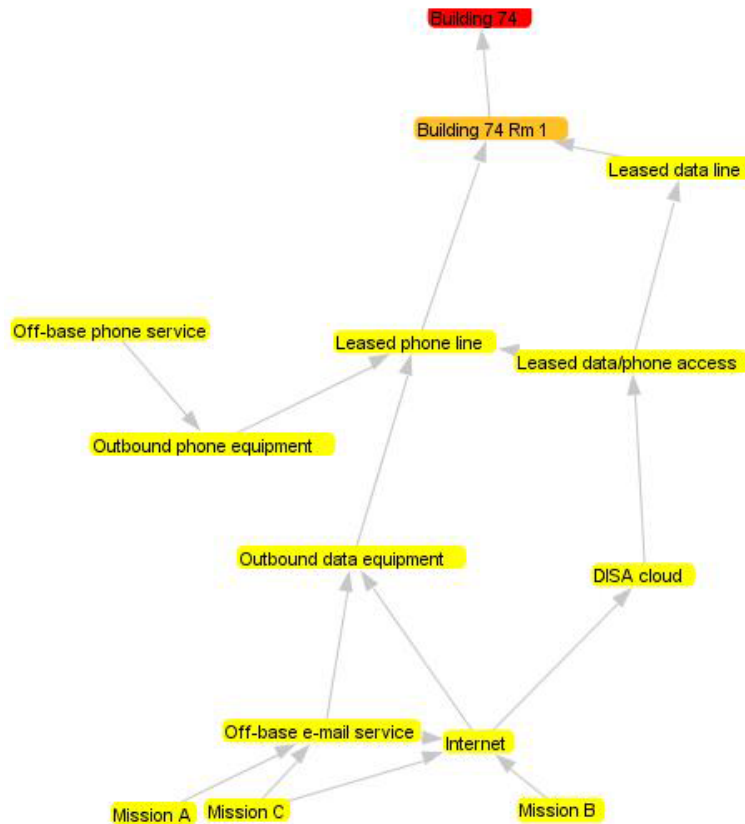 Building 74
Building 74 Rm 1
Leased data line
Off-base phone service
Leased phone line
Leased data/phone access
Outbound phone equipment
Outbound data equipment
DISA cloud
Off-base e-mail service
Internet
Mission A
Mission C
Mission B